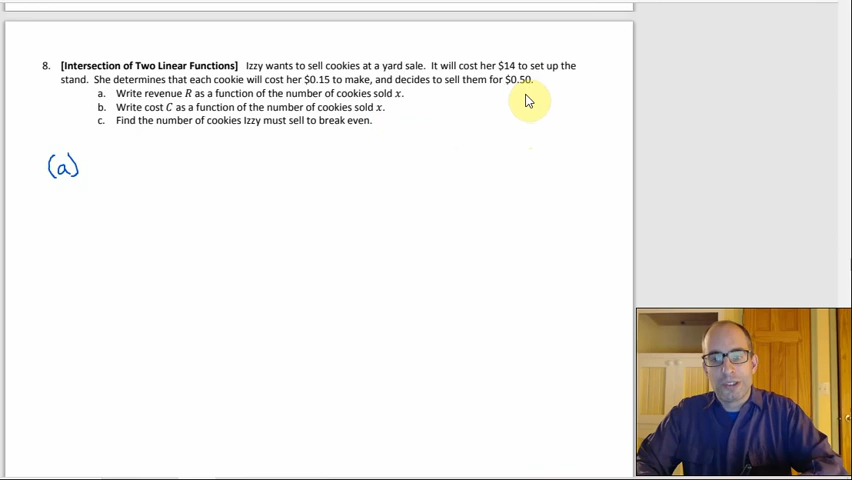 8. [Intersection of Two Linear Functions] Izzy wants to sell cookies at a yard sale. It will cost her $14 to set up the
stand. She determines that each cookie will cost her $0.15 to make, and decides to sell them for $0.50.
a. Write revenue R as a function of the number of cookies sold x.
b. Write cost C as a function of the number of cookies sold x.
c. Find the number of cookies Izzy must sell to break even.
(a)